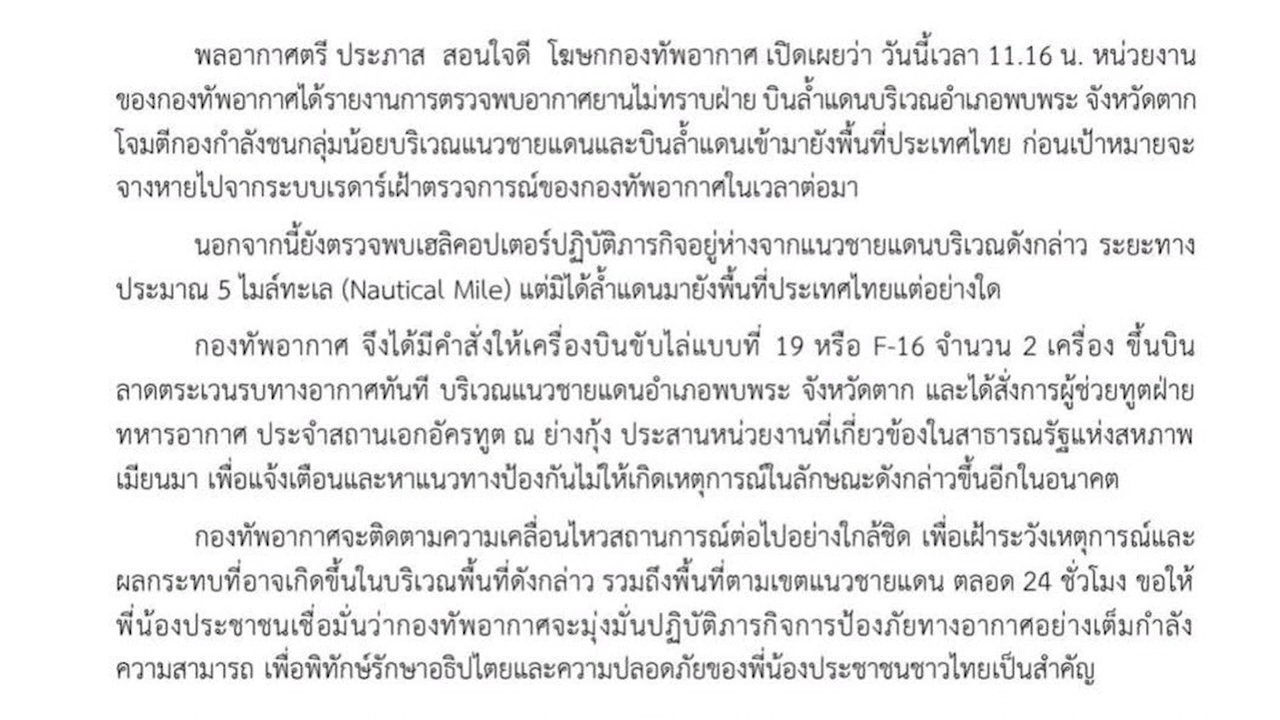 พลอากาศตรี ประภาส สอนใจดี โฆษกกองทัพอากาศ เปิดเผยว่า วันนี้เวลา 11.16 น. หน่วยงาน
ของกองทัพอากาศได้รายงานการตรวจพบอากาศยานไม่ทราบฝ่าย บินล้ำแดนบริเวณอำเภอพบพระ จังหวัดตาก
โจมตีกองกำลังชนกลุ่มน้อยบริเวณแนวชายแดนและบินล้ำแดนเข้ามายังพื้นที่ประเทศไทย ก่อนเป้าหมายจะ
จางหายไปจากระบบเรดาร์เฝ้าตรวจการณ์ของกองทัพอากาศในเวลาต่อมา
นอกจากนี้ยังตรวจพบเฮลิคอปเตอร์ปฏิบัติภารกิจอยู่ห่างจากแนวชายแดนบริเวณดังกล่าว ระยะทาง
ประมาณ 5 ไมล์ทะเล (Nautical Mile) แต่มิได้ล้ำแดนมายังพื้นที่ประเทศไทยแต่อย่างใด
กองทัพอากาศ จึงได้มีคำสั่งให้เครื่องบินขับไล่แบบที่ 19 หรือ F-16 จำนวน 2 เครื่อง ขึ้นบิน
ลาดตระเวนรบทางอากาศทันที บริเวณแนวชายแดนอำเภอพบพระ จังหวัดตาก และได้สั่งการผู้ช่วยทูตฝ่าย
ทหารอากาศ ประจำสถานเอกอัครทูต ณ ย่างกุ้ง ประสานหน่วยงานที่เกี่ยวข้องในสาธารณรัฐแห่งสหภาพ
เมียนมา เพื่อแจ้งเตือนและหาแนวทางป้องกันไม่ให้เกิดเหตุการณ์ในลักษณะดังกล่าวขึ้นอีกในอนาคต
กองทัพอากาศจะติดตามความเคลื่อนไหวสถานการณ์ต่อไปอย่างใกล้ชิด เพื่อเฝ้าระวังเหตุการณ์และ
ผลกระทบที่อาจเกิดขึ้นในบริเวณพื้นที่ดังกล่าว รวมถึงพื้นที่ตามเขตแนวชายแดน ตลอด 24 ชั่วโมง ขอให้
พี่น้องประชาชนเชื่อมั่นว่ากองทัพอากาศจะมุ่งมั่นปฏิบัติภารกิจการป้องภัยทางอากาศอย่างเต็มกำลัง
ความสามารถ เพื่อพิทักษ์รักษาอธิปไตยและความปลอดภัยของพี่น้องประชาชนชาวไทยเป็นสำคัญ